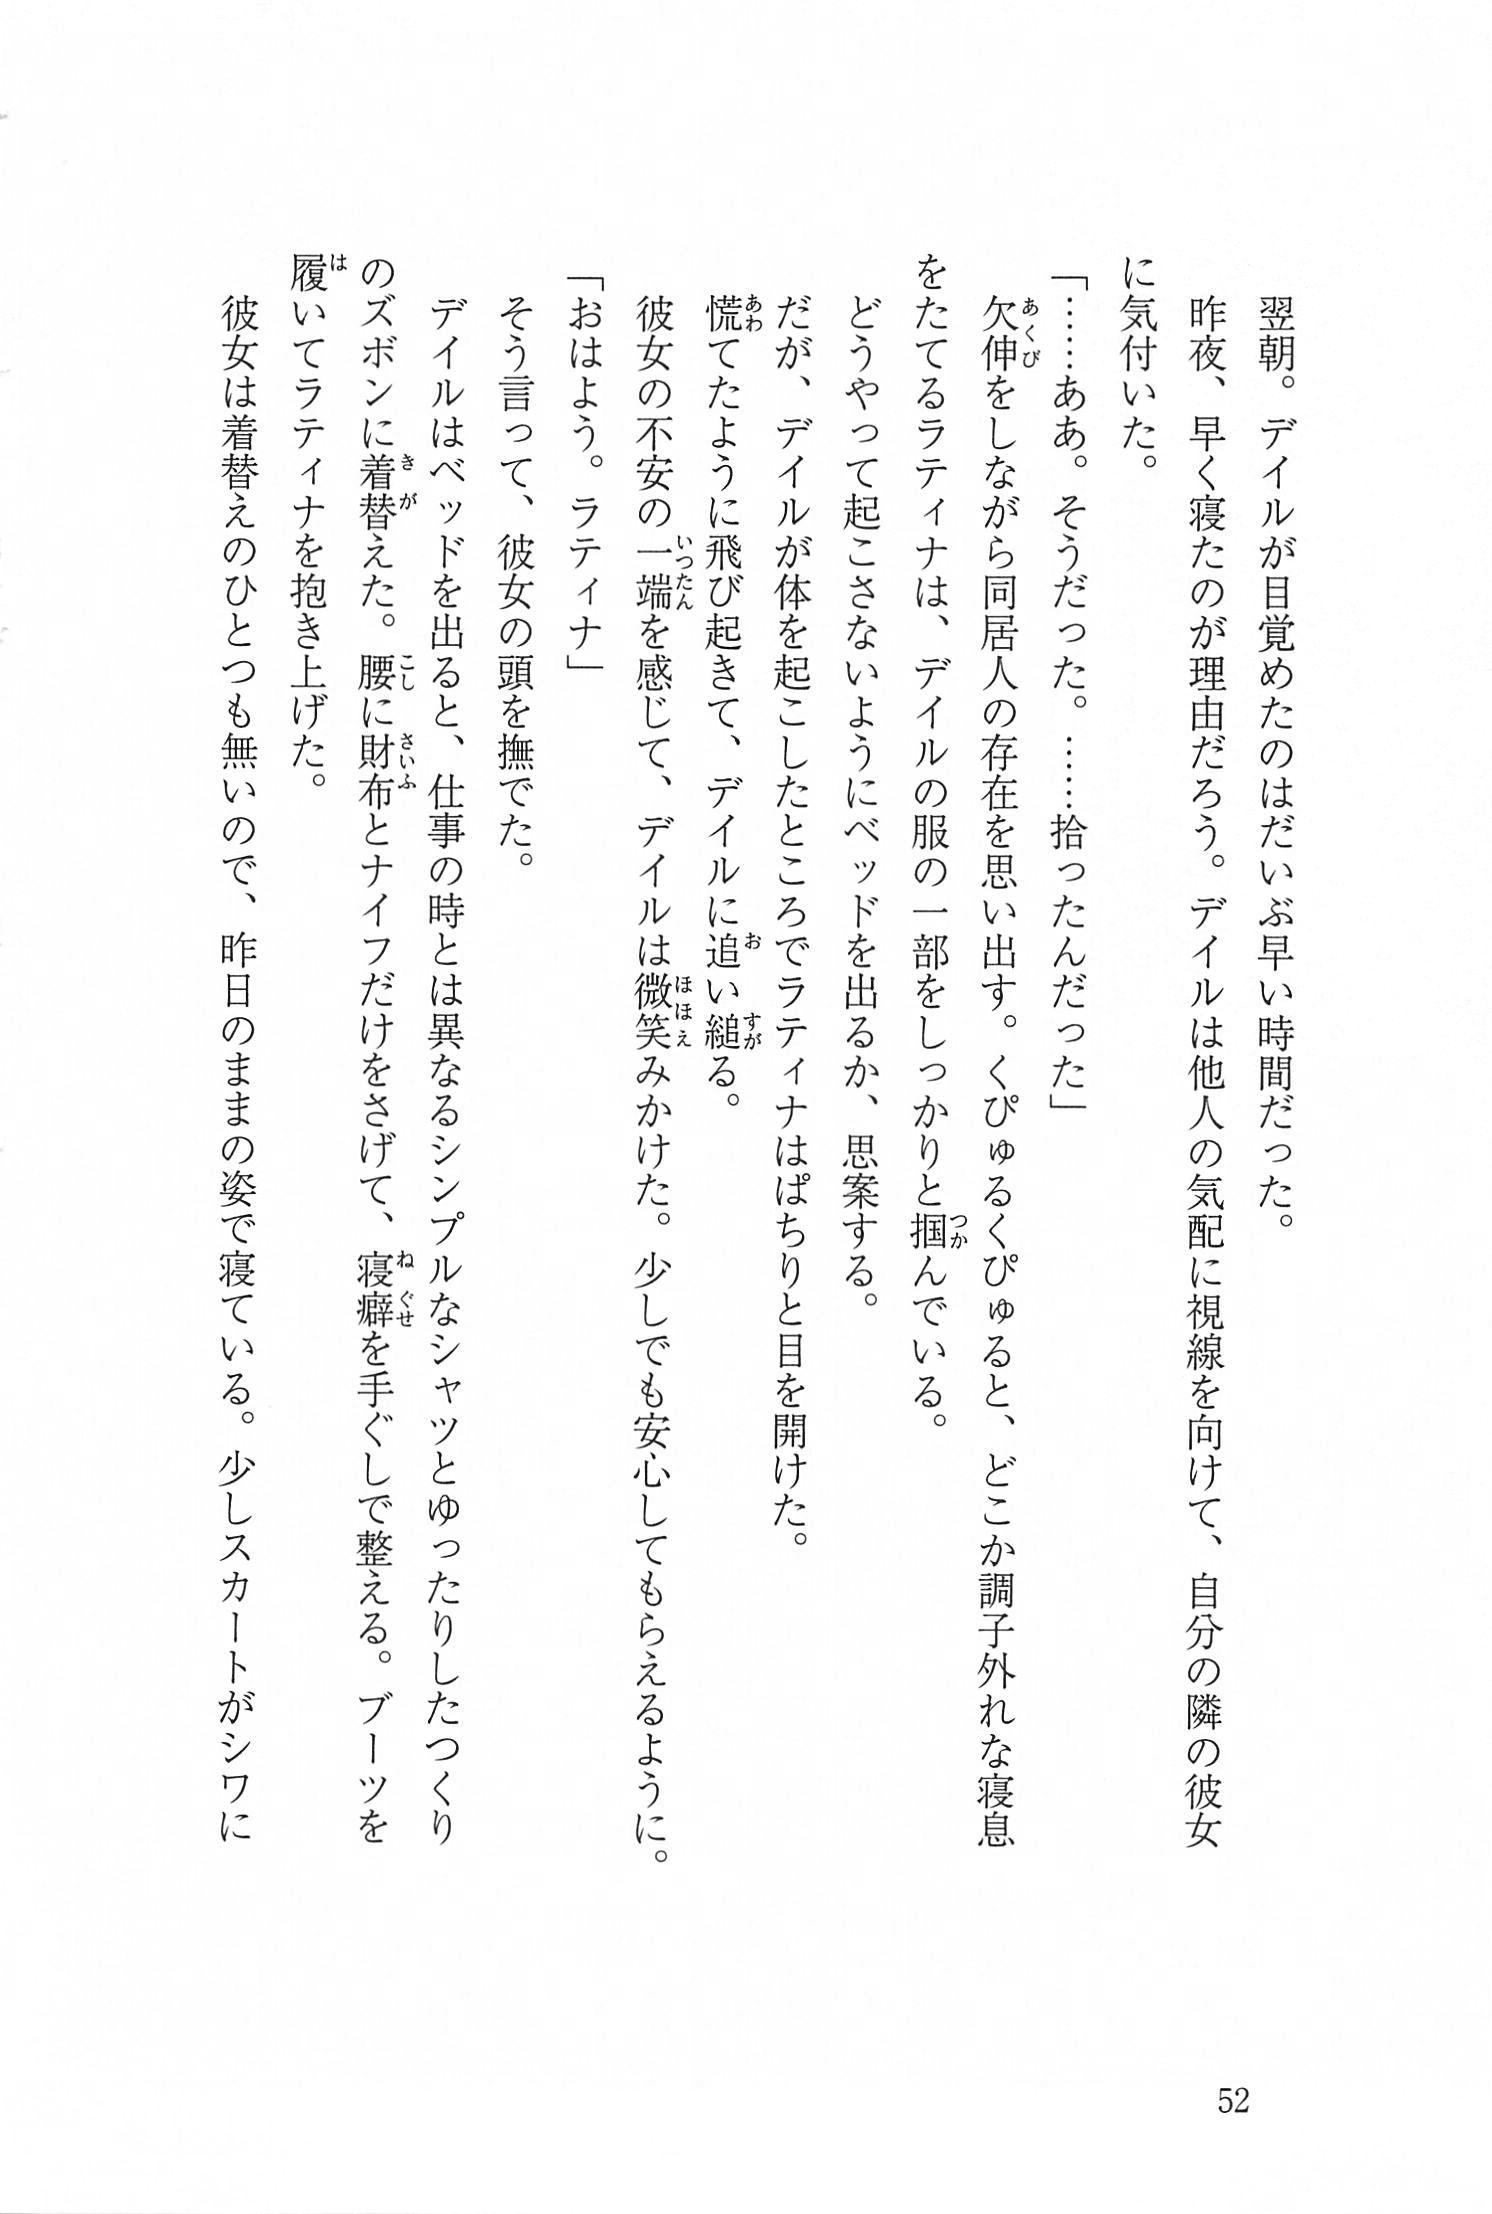 翌朝。デイルが目覚めたのはだいぶ早い時間だった。
　昨夜、早く寝たのが理由だろう。デイルは他人の気配に視線を向けて、自分の隣の彼女
に気付いた。
「……ああ。そうだった。……拾ったんだった」
　欠伸をしながら同居人の存在を思い出す。くぴゅるくぴゅると、どこか調子外れな寝息
をたてるラティナは、デイルの服の一部をしっかりと掴んでいる。
　どうやって起こさないようにベッドを出るか、思案する。
　だが、デイルが体を起こしたところでラティナはぱちりと目を開けた。
　慌てたように飛び起きて、デイルに追い縋る。
　彼女の不安の一端を感じて、デイルは微笑みかけた。少しでも安心してもらえるように。
「おはよう。ラティナ」
　そう言って、彼女の頭を撫でた。
　デイルはベッドを出ると、仕事の時とは異なるシンプルなシャツとゆったりしたつくり
のズボンに着替えた。腰に財布とナイフだけをさげて、寝癖を手ぐしで整える。ブーツを
履いてラティナを抱き上げた。
　彼女は着替えのひとつも無いので、昨日のままの姿で寝ている。少しスカートがシワに
52